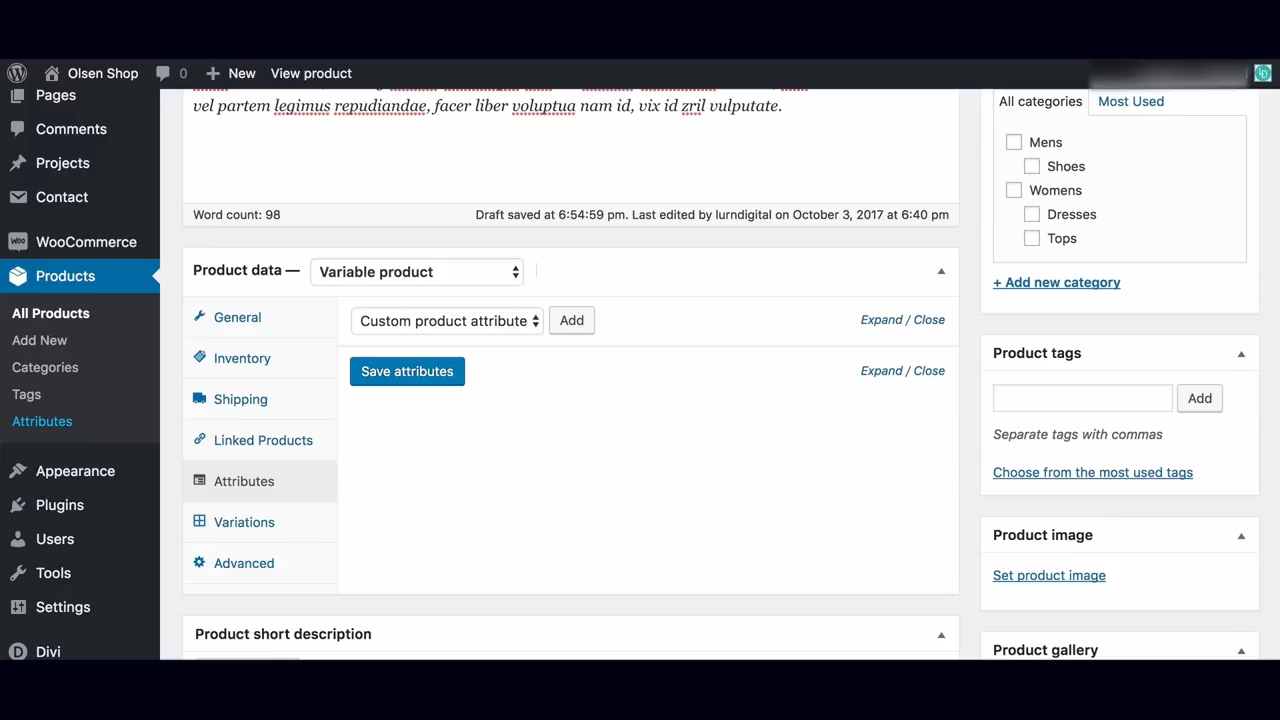 Olsen Shop 0 New View product
Pages
Comments
Projects
Contact
WooCommerce
Products
All Products
Add New
Categories
Tags
Attributes
Appearance
Plugins
Users
Tools
Settings
Divi
vel partem legimus repudiandae, facer liber voluptua nam id, vix id zril vulputate.
Word count: 98 Draft saved at 6:54:59 pm. Last edited by lurndigital on October 3, 2017 at 6:40 pm
Product data — Variable product
General
Inventory
Shipping
Linked Products
Attributes
Variations
Advanced
Custom product attribute Add Expand / Close
Save attributes Expand / Close
Product short description
All categories Most Used
Mens
Shoes
Womens
Dresses
Tops
+ Add new category
Product tags
Add
Separate tags with commas
Choose from the most used tags
Product image
Set product image
Product gallery